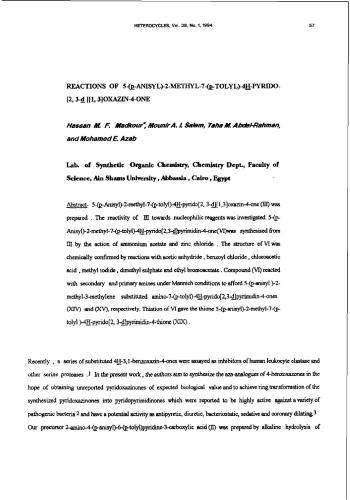 HETEROCYCLES, Vol. 38, No. 1, 1994 57
REACTIONS OF 5-(p-ANISYL)-2-METHYL-7-(p-TOLYL)-4H-PYRIDO-
[2, 3-d ][1, 3]OXAZIN-4-ONE
Hassan M. F. Madkour*, Mounir A. I. Salem, Taha M. Abdel-Rahman,
and Mohamed E. Azab
Lab. of Synthetic Organic Chemistry, Chemistry Dept., Faculty of
Science, Ain Shams University , Abbassia , Cairo , Egypt
Abstract- 5-(p-Anisyl)-2-methyl-7-(p-tolyl)-4H-pyrido[2, 3-d][1,3]oxazin-4-one (III) was
prepared . The reactivity of III towards nucleophilic reagents was investigated. 5-(p-
Anisyl)-2-methyl-7-(p-tolyl)-4H-pyrido[2,3-d]pyrimidin-4-one(VI)was synthesised from
III by the action of ammonium acetate and zinc chloride . The structure of VI was
chemically confirmed by reactions with acetic anhydride , benzoyl chloride , chloroacetic
acid , methyl iodide , dimethyl sulphate and ethyl bromoacetate . Compound (VI) reacted
with secondary and primary amines under Mannich conditions to afford 5-(p-anisyl )-2-
methyl-3-methylene substituted amino-7-(p-tolyl)-4H-pyrido[2,3-d]pyrimidin-4-ones
(XIV) and (XV), respectively. Thiation of VI gave the thione 5-(p-anisyl)-2-methyl-7-(p-
tolyl )-4H-pyrido[2, 3-d]pyrimidin-4-thione (XIX) .
Recently , a series of substituted 4H-3,1-benzoxazin-4-ones were assayed as inhibitors of human leukocyte elastase and
other serine proteases .1 In the present work , the authors aim to synthesize the aza-analogues of 4-benzoxazones in the
hope of obtaining unreported pyridoxazinones of expected biological value and to achieve ring transformation of the
synthesized pyridoxazinones into pyridopyrimidinones which were reported to be highly active against a variety of
pathogenic bacteria 2 and have a potential activity as antipyretic, diuretic, bacteriostatic, sedative and coronary dilating.3
Our precursor 2-amino-4-(p-anisyl)-6-(p-tolyl)pyridine-3-carboxylic acid (II) was prepared by alkaline hydrolysis of